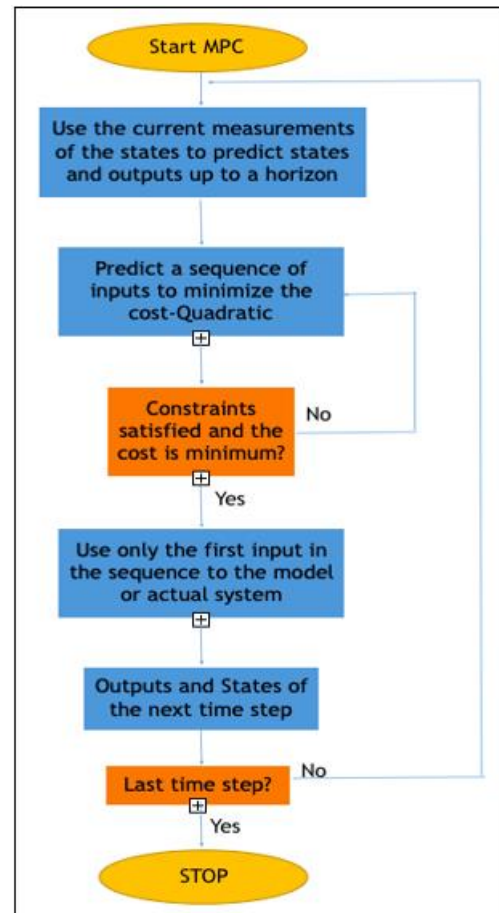 Start MPC
Use the current measurements
of the states to predict states
and outputs up to a horizon
Predict a sequence of
inputs to minimize the
cost-Quadratic
Constraints
satisfied and the
cost is minimum?
No
Yes
Use only the first input in
the sequence to the model
or actual system
Outputs and States of
the next time step
Last time step?
No
Yes
STOP